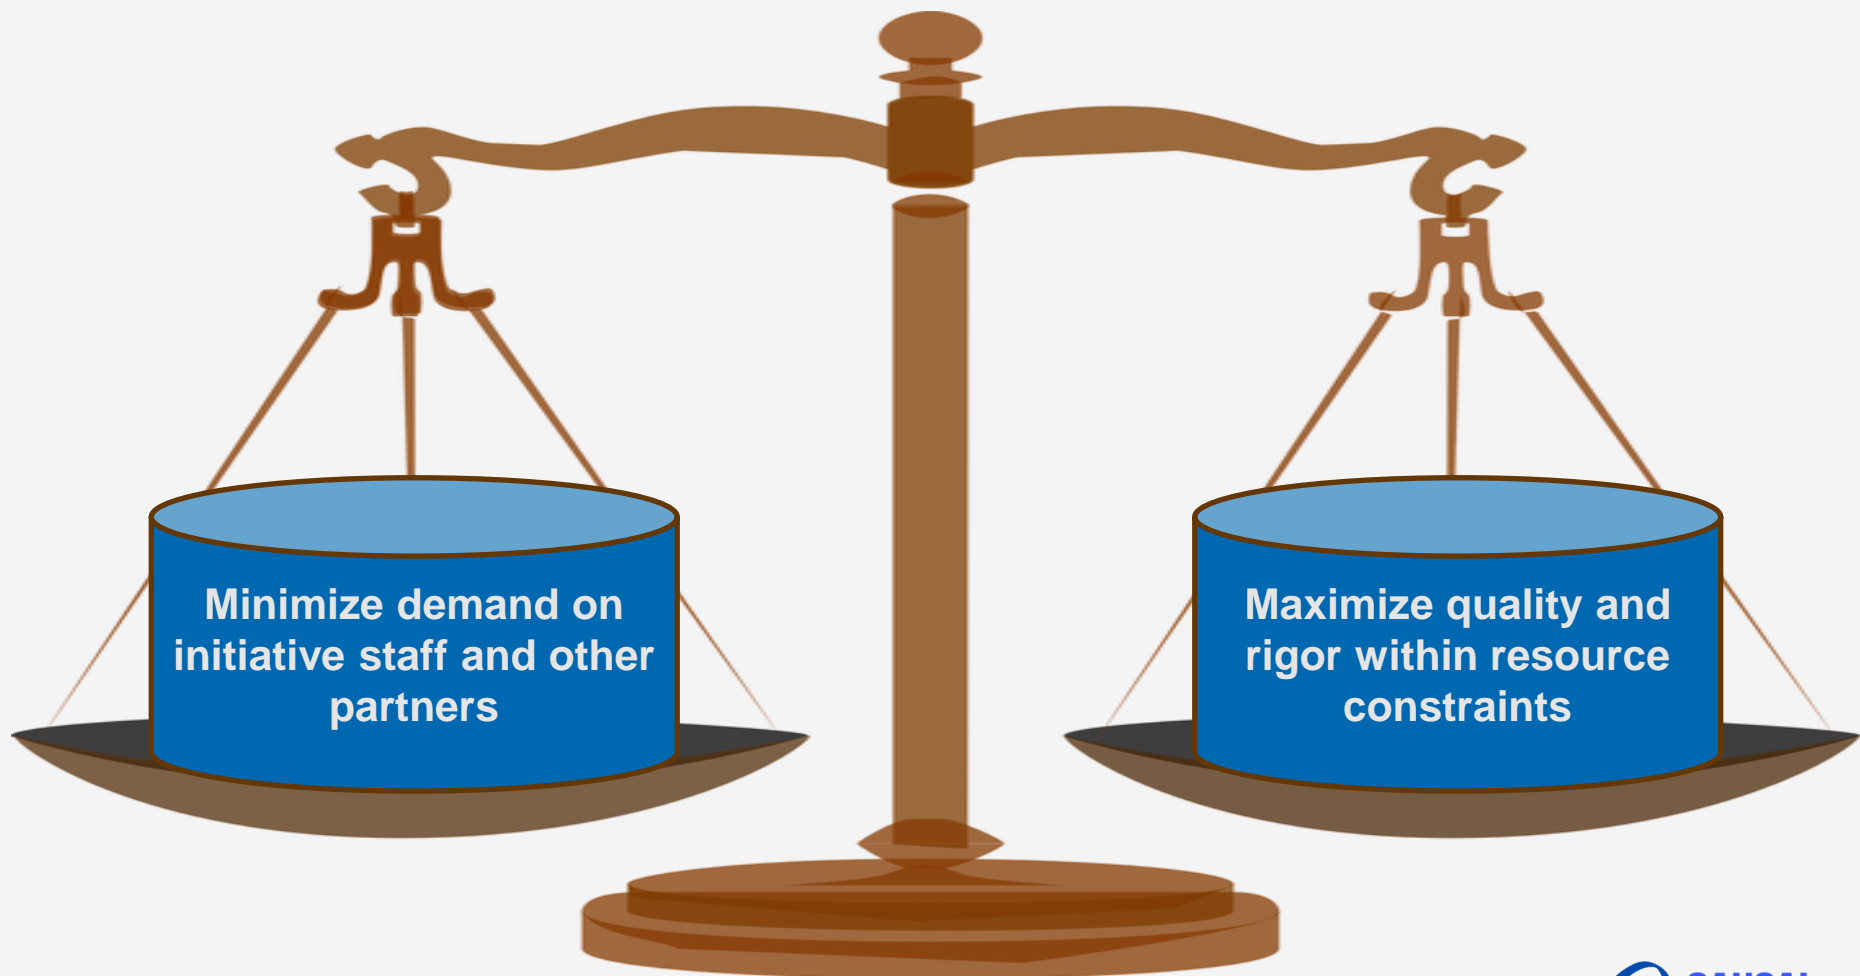 Minimize demand on
initiative staff and other
partners
Maximize quality and
rigor within resource
constraints